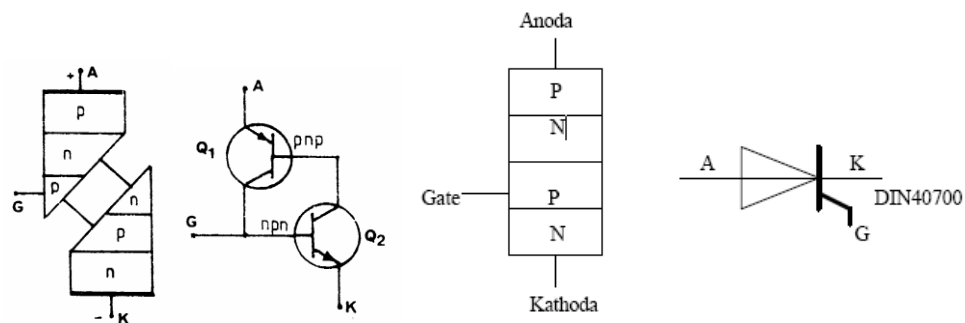 + A
p
n
p
G
n
p
n
− K
A
Q1
pnp
G
npn
Q2
K
Anoda
P
N
Gate
P
N
Kathoda
A
K
DIN40700
G